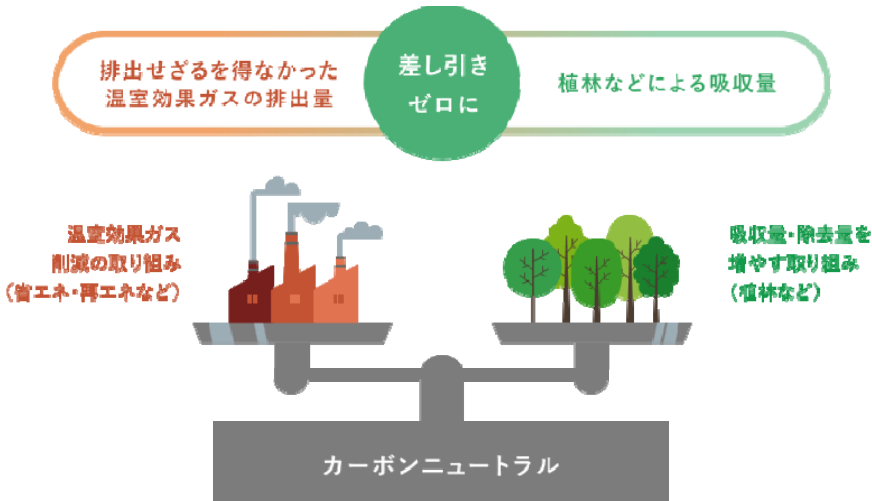 排出せざるを得なかった
温室効果ガスの排出量
差し引き
ゼロに
植林などによる吸収量
温室効果ガス
削減の取り組み
（省エネ・再エネなど）
吸収量・除去量を
増やす取り組み
（植林など）
カーボンニュートラル